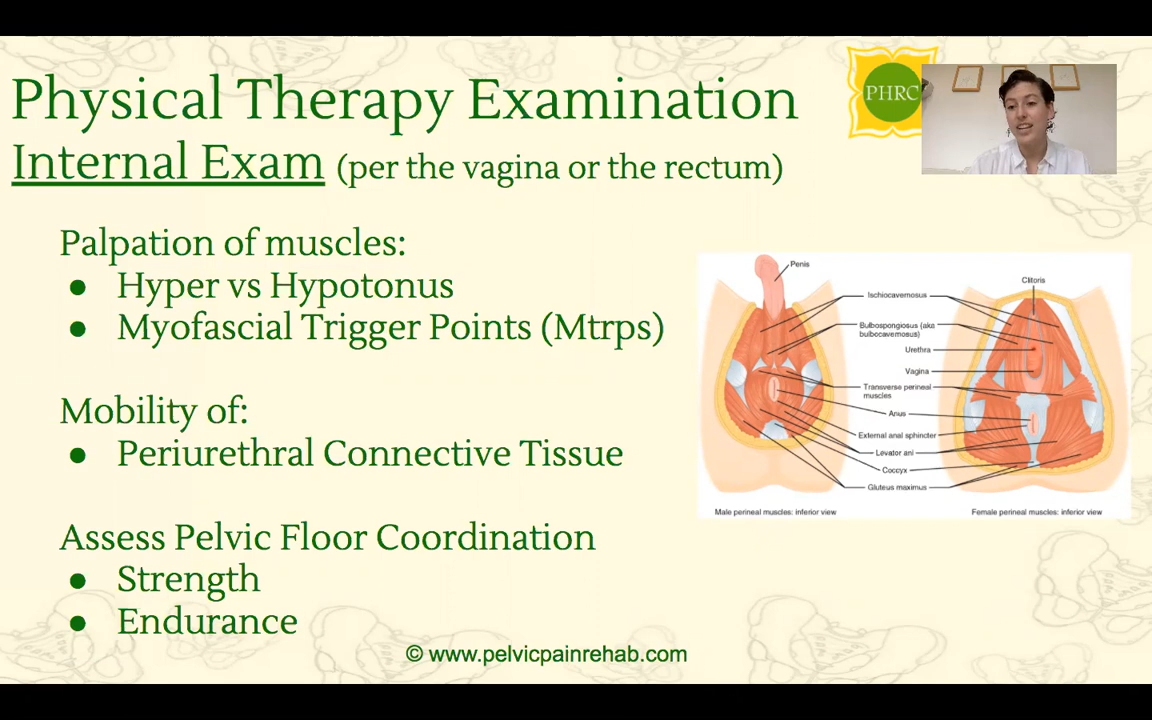 Physical Therapy Examination
PHRC
Internal Exam (per the vagina or the rectum)
Palpation of muscles:
● Hyper vs Hypotonus
● Myofascial Trigger Points (Mtrps)
Mobility of:
● Periurethral Connective Tissue
Assess Pelvic Floor Coordination
● Strength
● Endurance
Penis
Clitoris
Ischiocavernosus
Bulbospongiosus (aka
bulbocavernosus)
Urethra
Vagina
Transverse perineal
muscles
Anus
External anal sphincter
Levator ani
Coccyx
Gluteus maximus
Male perineal muscles: inferior view
Female perineal muscles: inferior view
© www.pelvicpainrehab.com